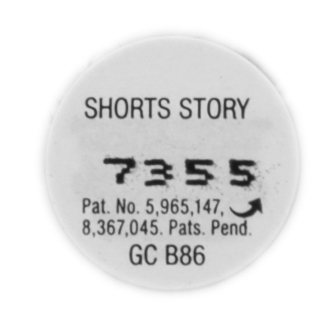 SHORTS STORY
7355
Pat. No. 5,965,147,
8,367,045. Pats. Pend.
GC B86